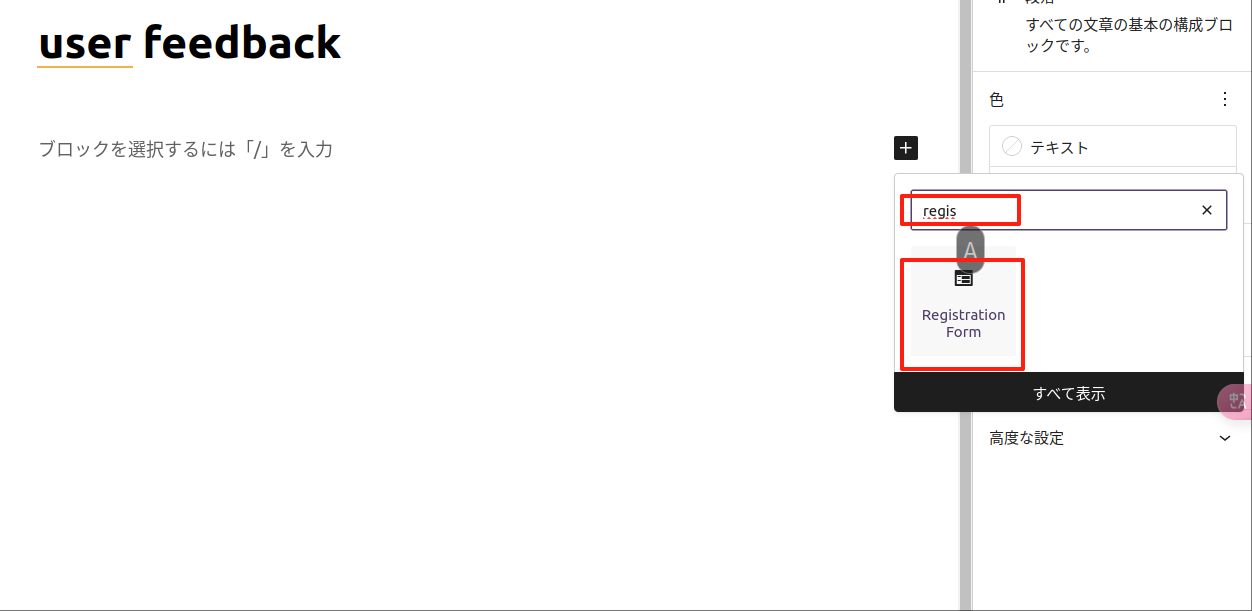 user feedback
ブロックを選択するには「/」を入力
すべての文章の基本の構成ブロ
ックです。
色
テキスト
regis
A
Registration
Form
すべて表示
高度な設定